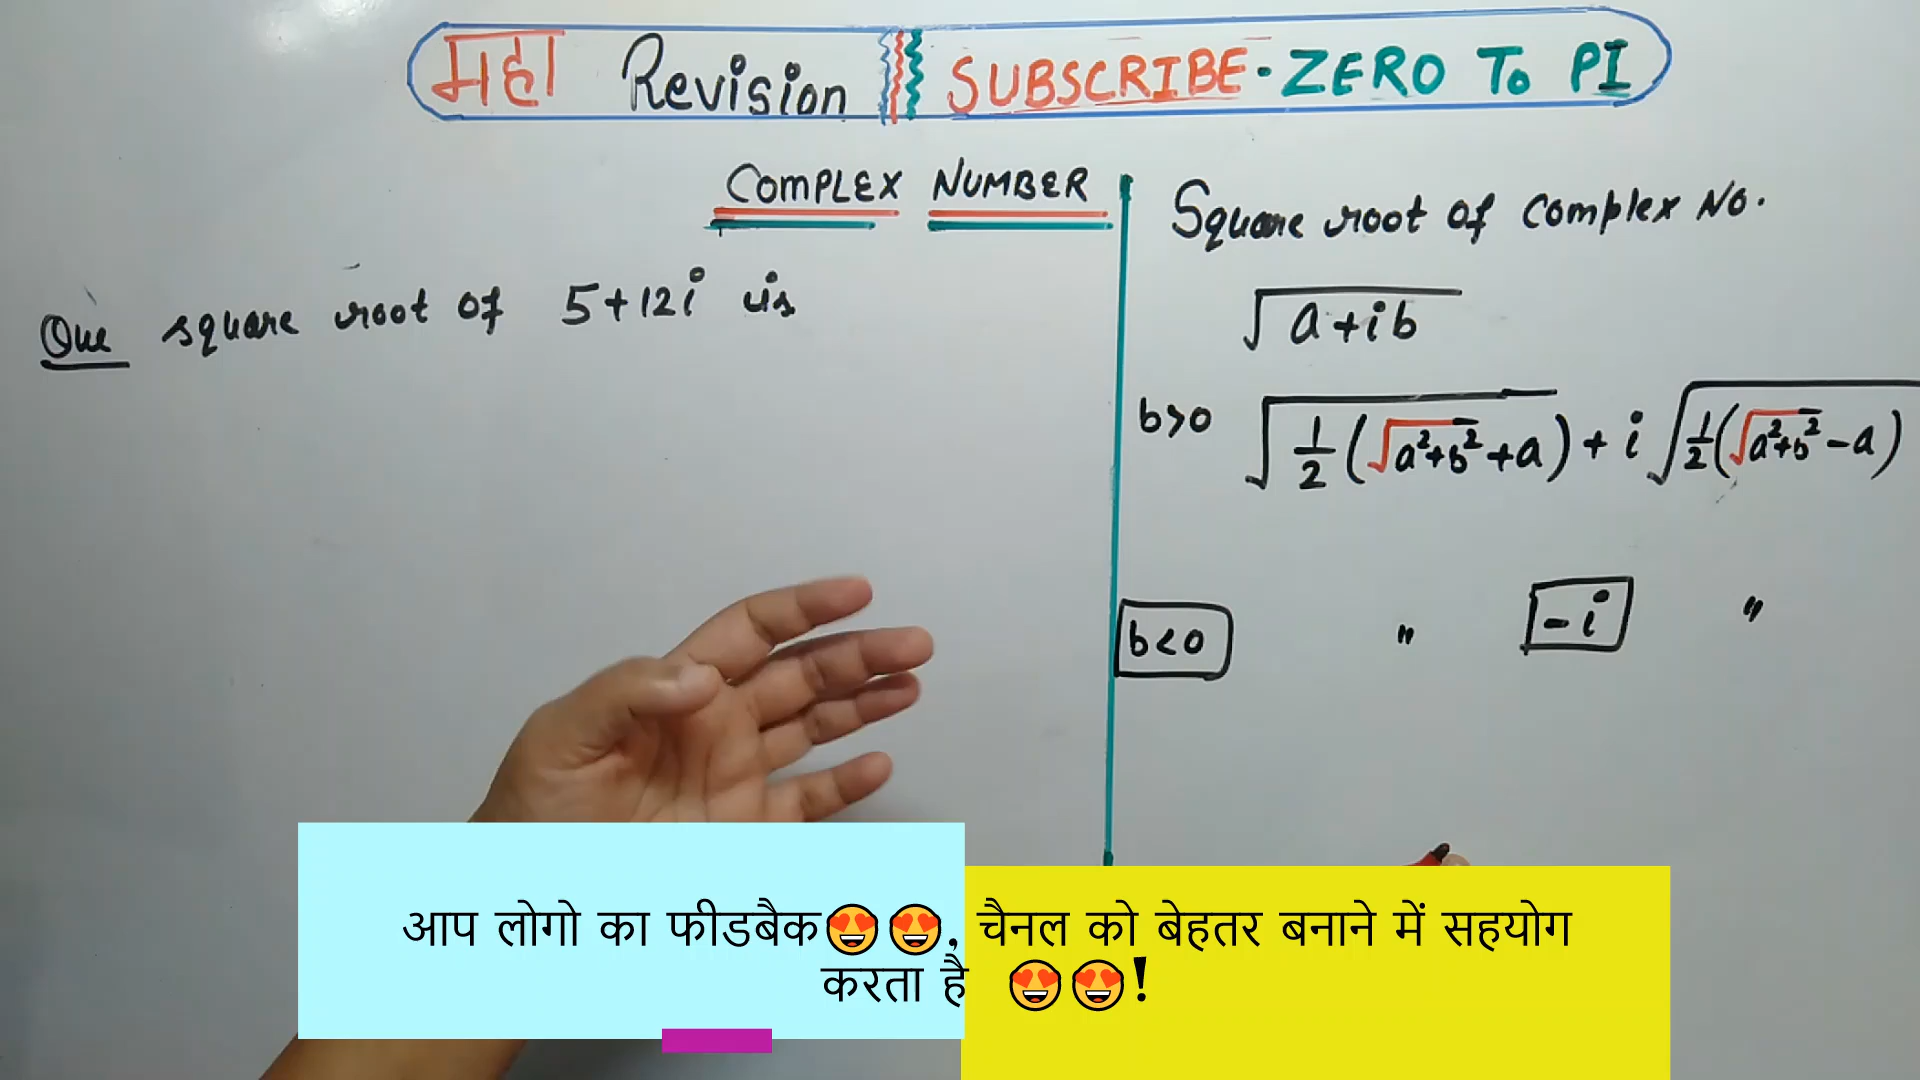 महा Revision SUBSCRIBE-ZERO To PI
COMPLEX NUMBER
One square root of 5+12i is
Square root of complex No.
√(a+ib)
b>0 √(1/2(√(a²+b²)+a)) + i√(1/2(√(a²+b²)-a))
b<0 " -i "
आप लोगो का फीडबैक😍😍, चैनल को बेहतर बनाने में सहयोग
करता है 😍😍!